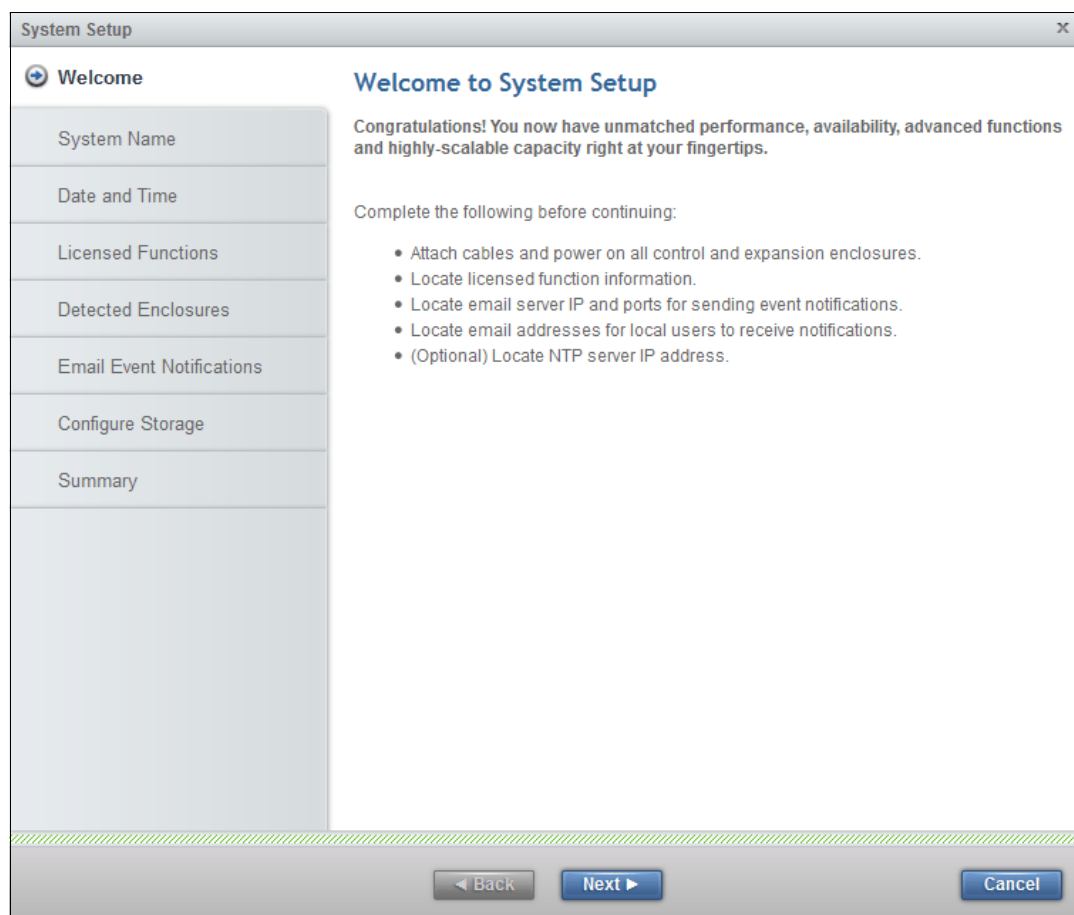 System Setup
x
Welcome
System Name
Date and Time
Licensed Functions
Detected Enclosures
Email Event Notifications
Configure Storage
Summary
Welcome to System Setup
Congratulations! You now have unmatched performance, availability, advanced functions
and highly-scalable capacity right at your fingertips.
Complete the following before continuing:
• Attach cables and power on all control and expansion enclosures.
• Locate licensed function information.
• Locate email server IP and ports for sending event notifications.
• Locate email addresses for local users to receive notifications.
• (Optional) Locate NTP server IP address.
◄ Back
Next ►
Cancel